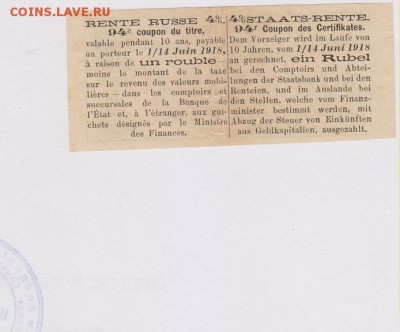 COINS.ЛАВЕ.RU
RENTE RUSSE 4%.
94e coupon du titre,
valable pendant 10 ans, payable
au porteur le 1/14 Juin 1918,
à raison de un rouble—
moins le montant de la taxe
sur le revenu des valeurs mobi-
lières — dans les comptoirs et
succursales de la Banque de
l'État et, à l'étranger, aux gui-
chets désignés par le Ministre
des Finances.
4% STAATS-RENTE.
94r Coupon des Certifikates.
Dem Vorzeiger wird im Laufe von
10 Jahren, vom 1/14 Juni 1918
an gerechnet, ein Rubel
bei den Comptoirs und Abtei-
lungen der Staatsbank und bei den
Renteien, und im Auslande bei
den Stellen, welche vom Finanz-
minister bestimmt werden, mit
Abzug der Steuer von Einkünften
aus Geldkapitalien, ausgezahlt.